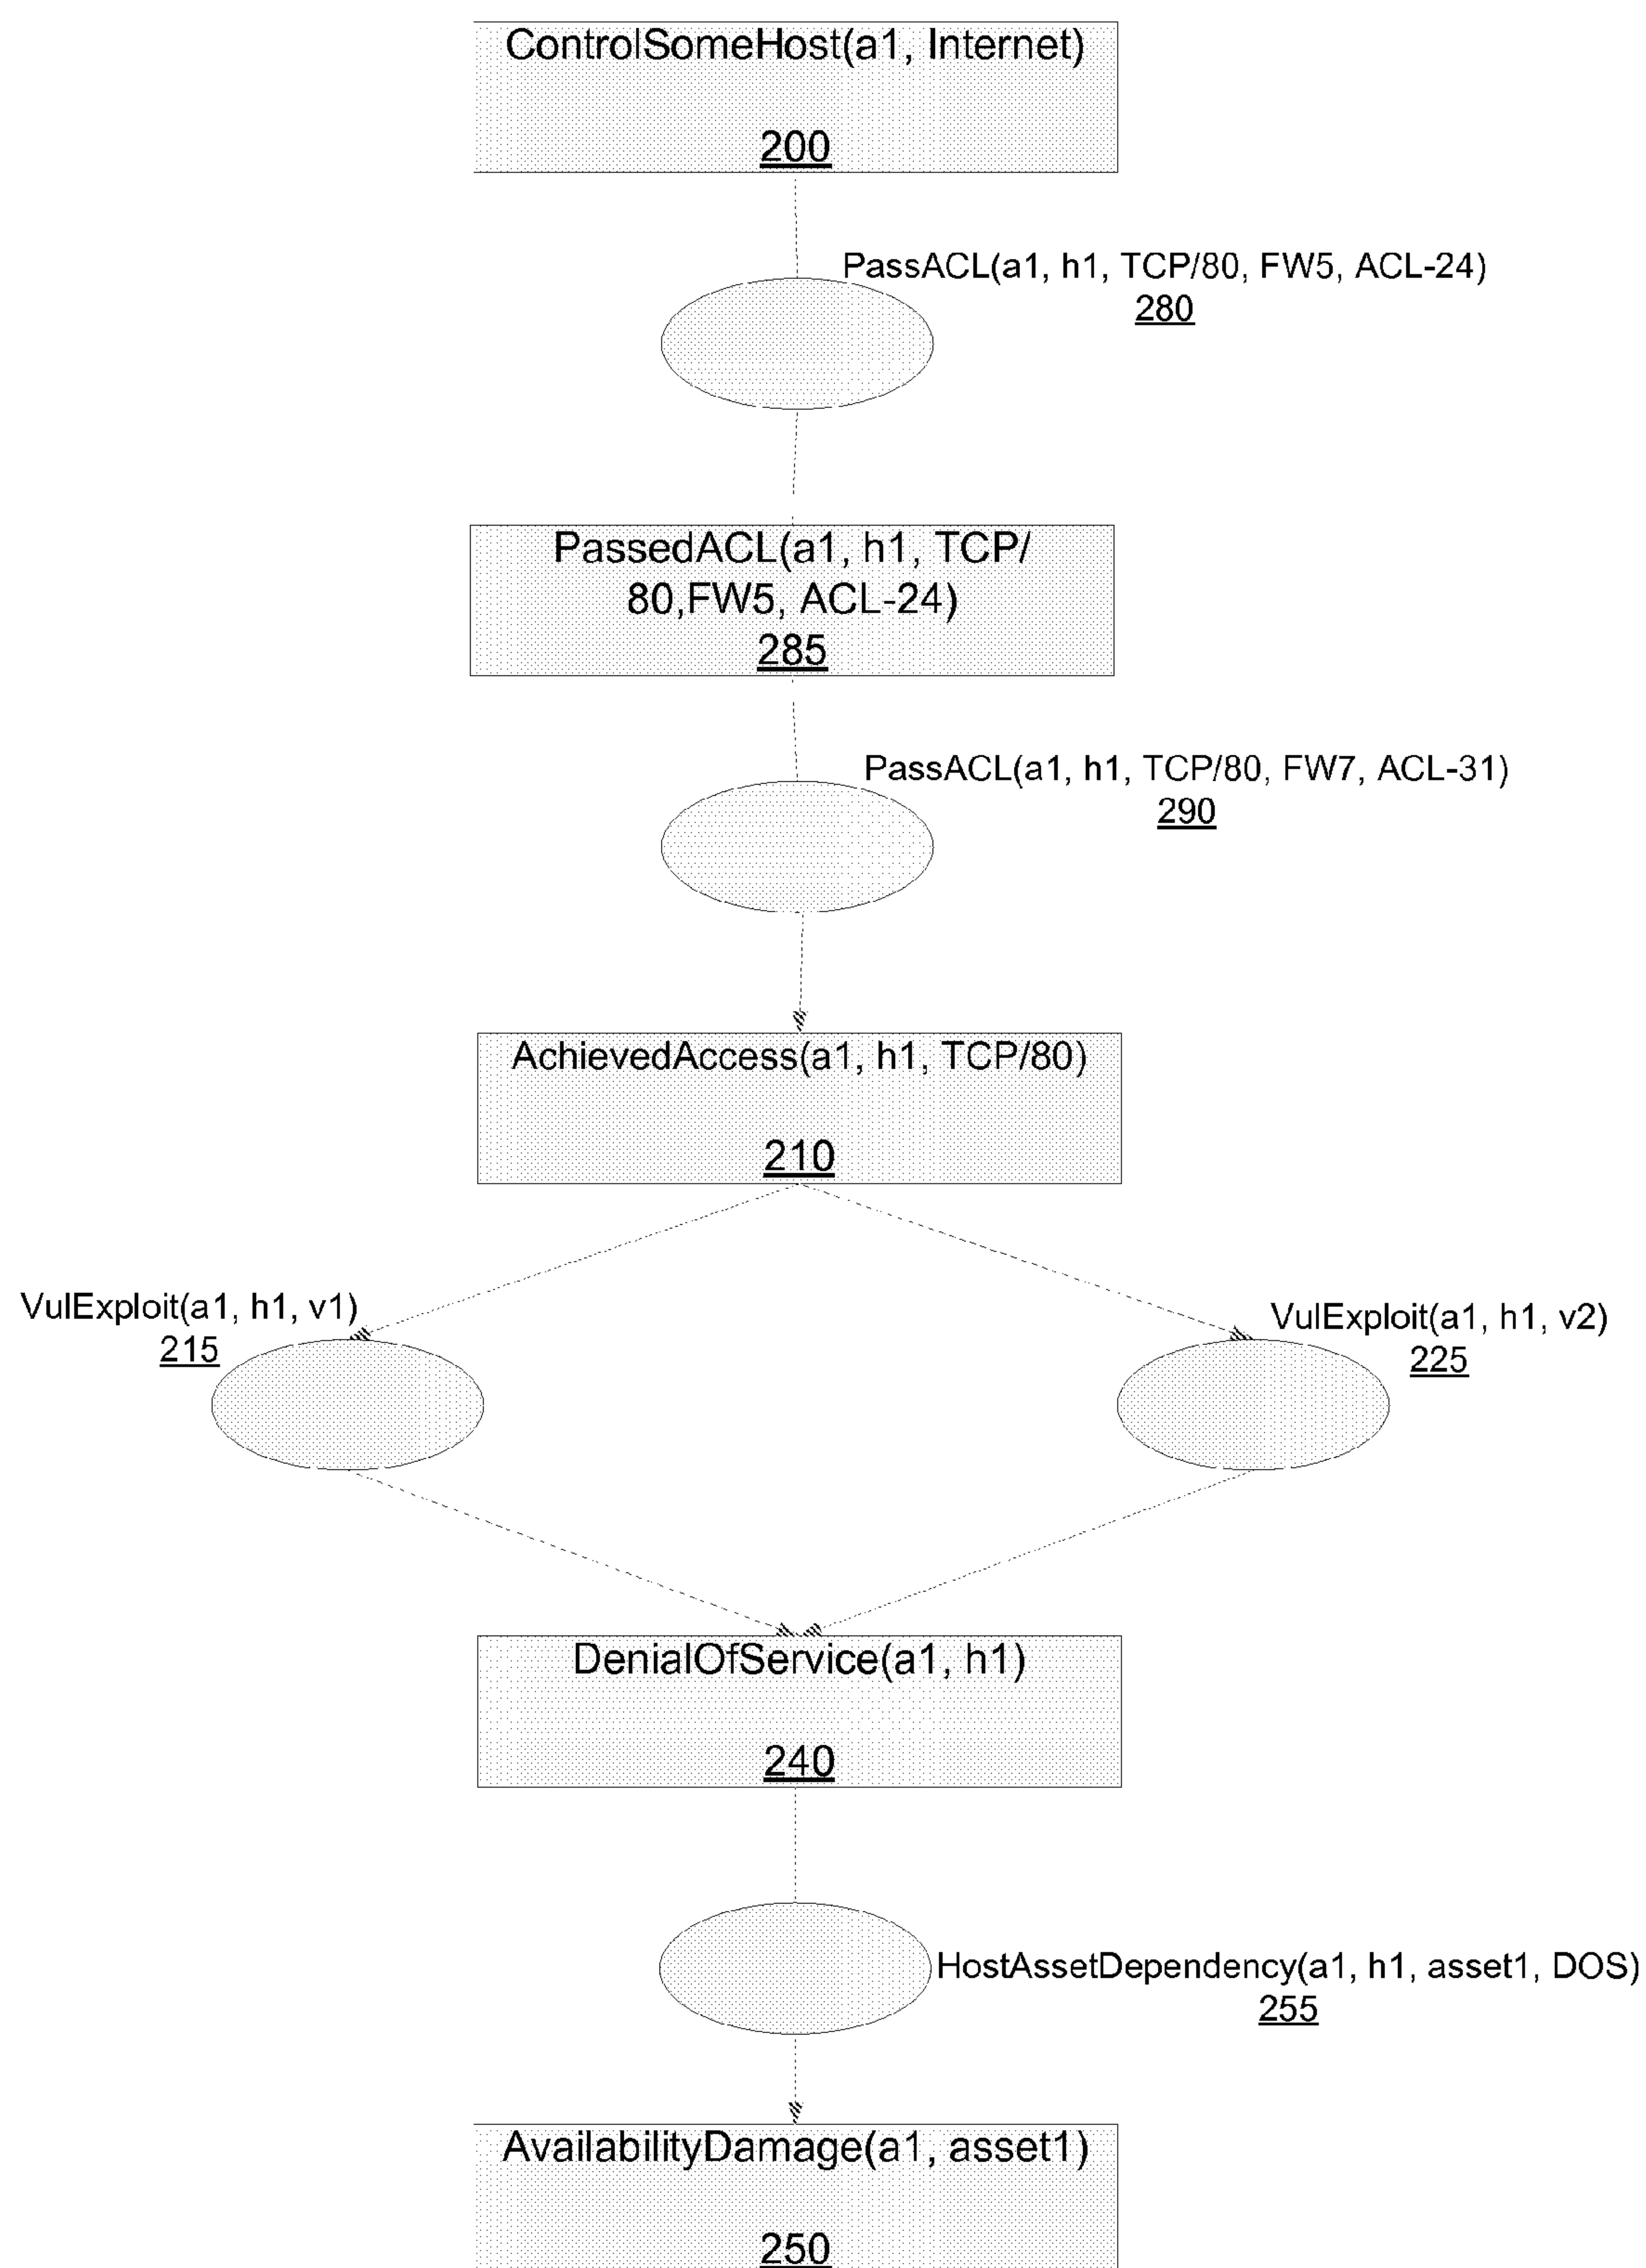 ControlSomeHost(a1, Internet)
200
PassACL(a1, h1, TCP/80, FW5, ACL-24)
280
PassedACL(a1, h1, TCP/
80,FW5, ACL-24)
285
PassACL(a1, h1, TCP/80, FW7, ACL-31)
290
AchievedAccess(a1, h1, TCP/80)
210
VulExploit(a1, h1, v1)
215
VulExploit(a1, h1, v2)
225
DenialOfService(a1, h1)
240
HostAssetDependency(a1, h1, asset1, DOS)
255
AvailabilityDamage(a1, asset1)
250